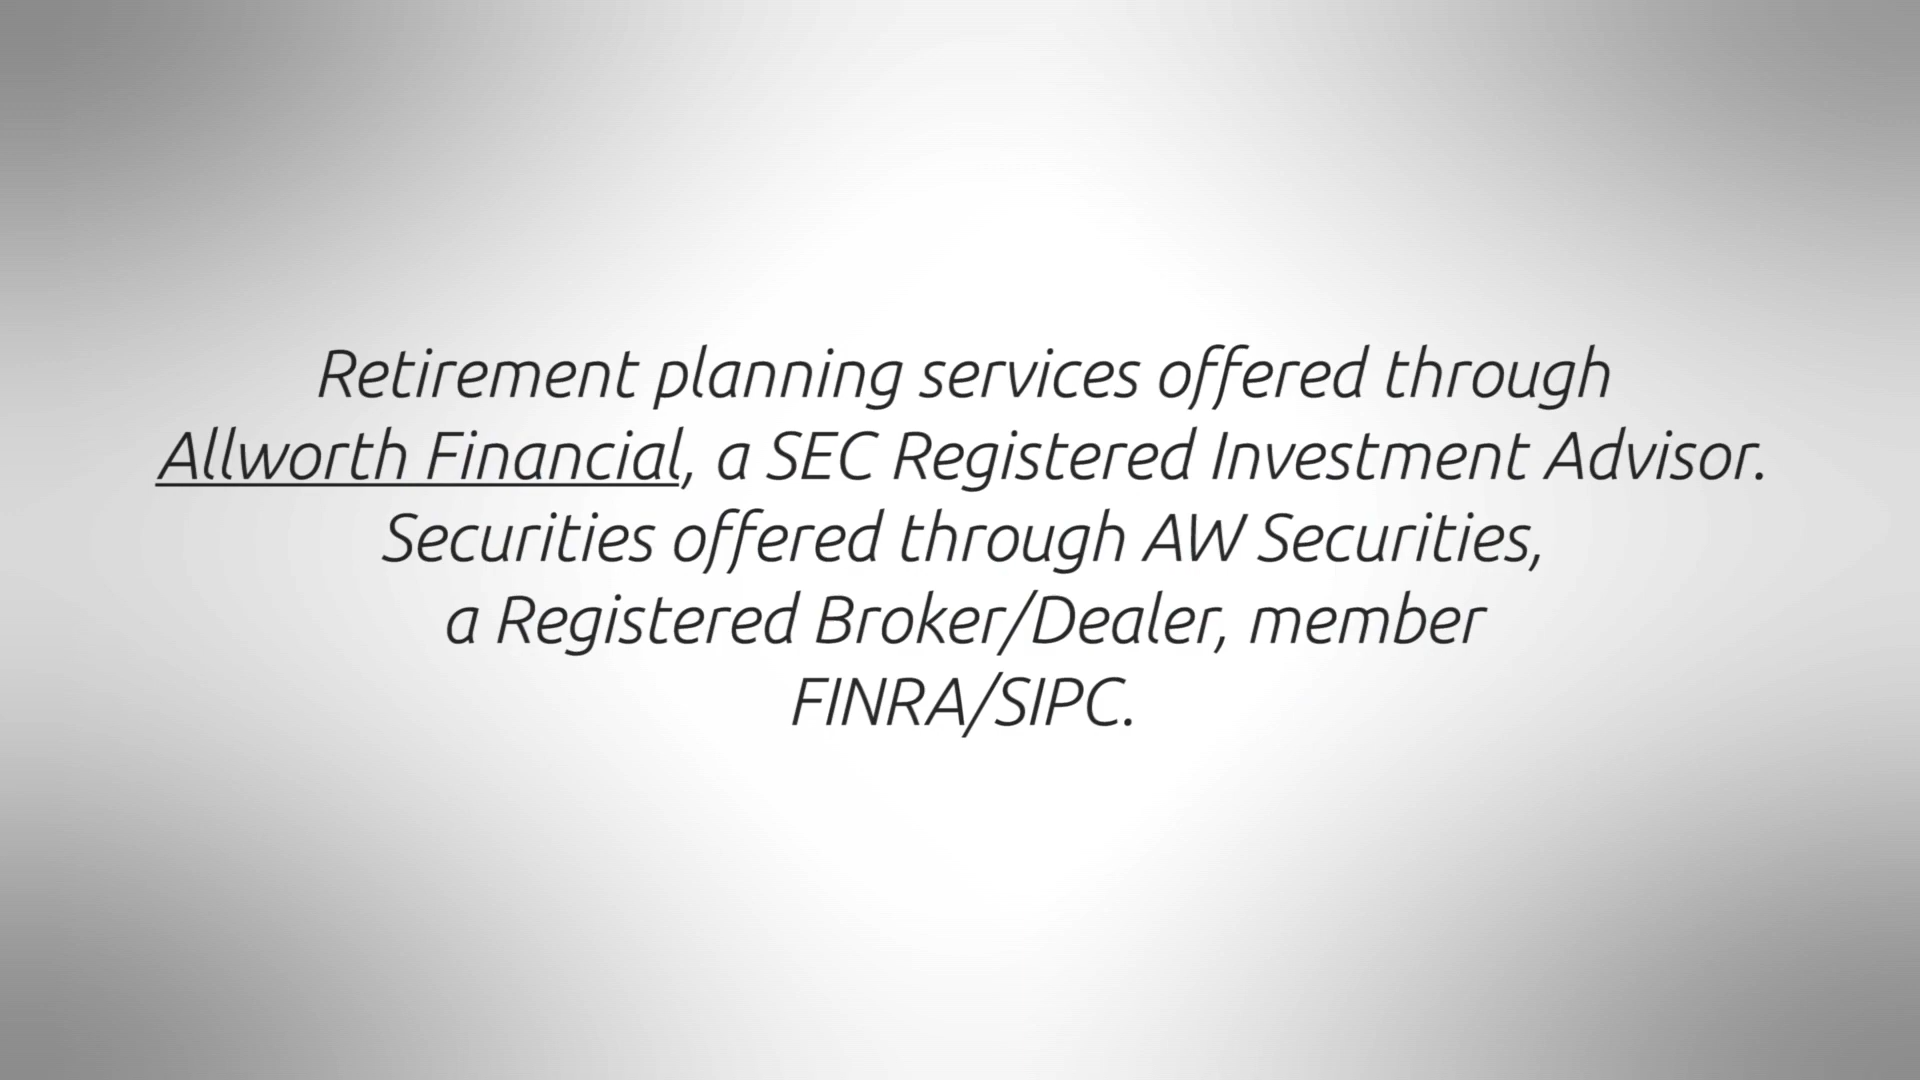 Retirement planning services offered through
Allworth Financial, a SEC Registered Investment Advisor.
Securities offered through AW Securities,
a Registered Broker/Dealer, member
FINRA/SIPC.